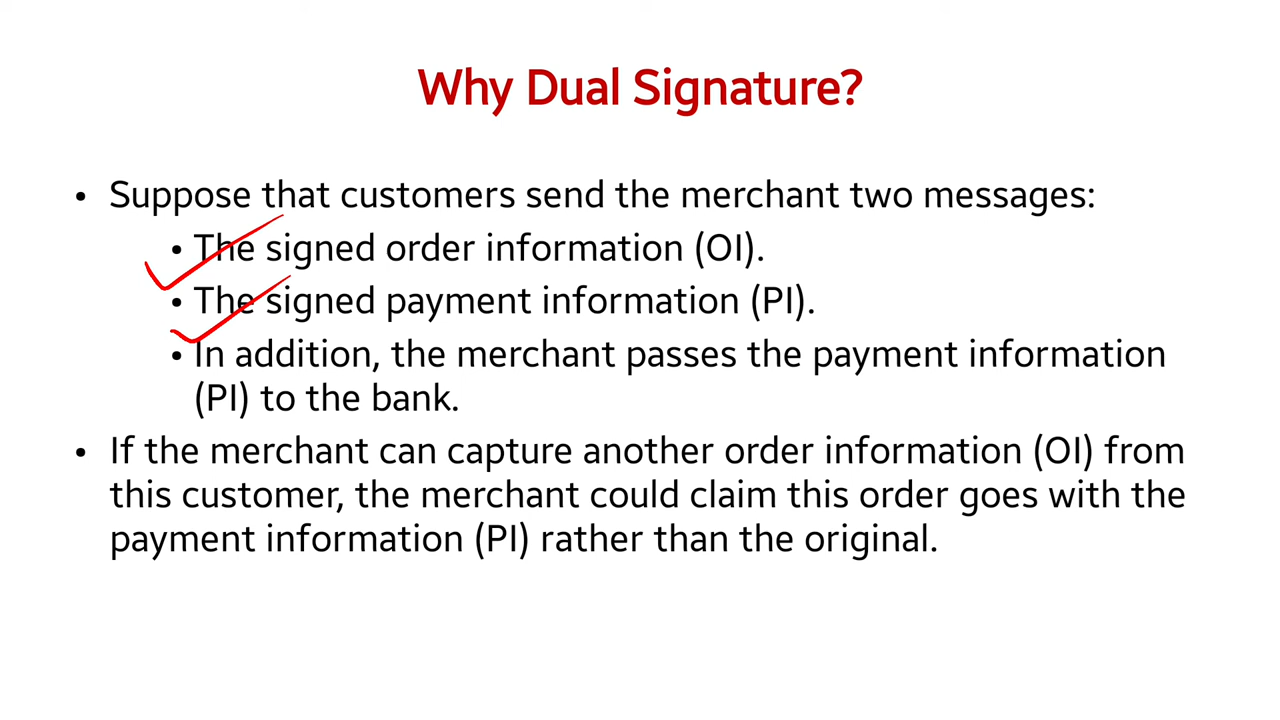 Why Dual Signature?
• Suppose that customers send the merchant two messages:
• The signed order information (OI).
• The signed payment information (PI).
• In addition, the merchant passes the payment information
(PI) to the bank.
• If the merchant can capture another order information (OI) from
this customer, the merchant could claim this order goes with the
payment information (PI) rather than the original.